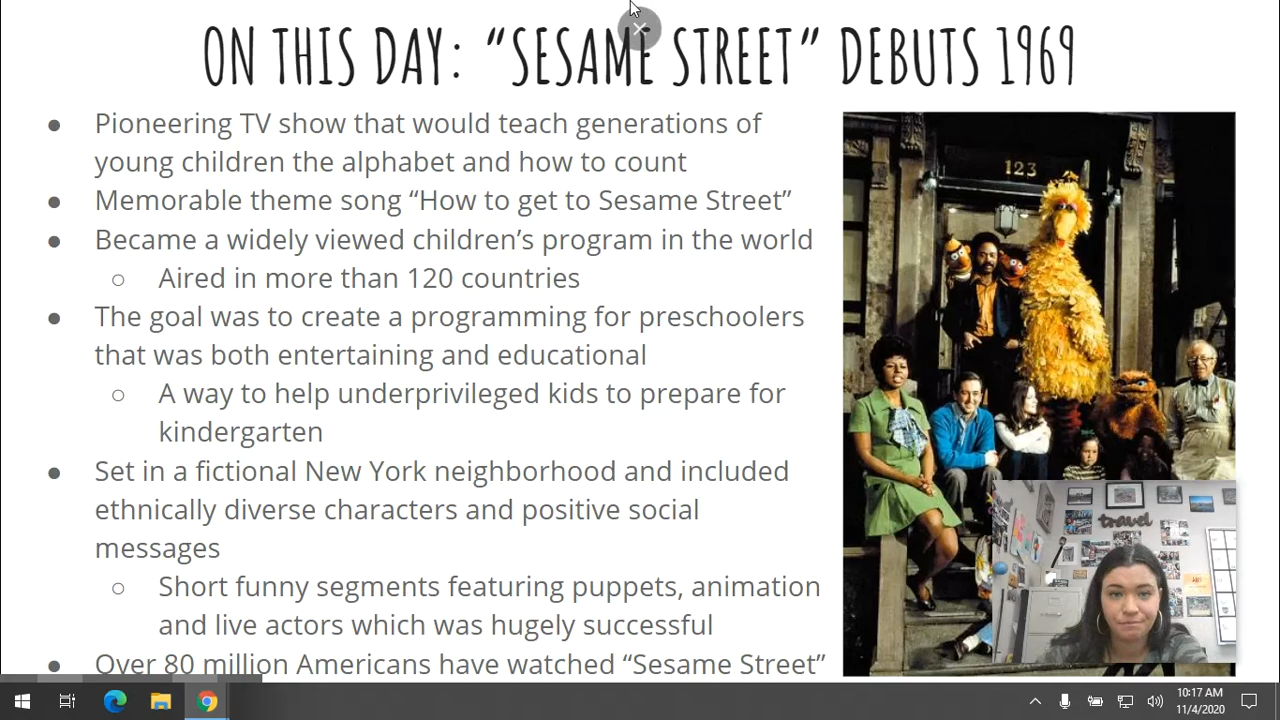 ON THIS DAY: “SESAME STREET” DEBUTS 1969
● Pioneering TV show that would teach generations of
young children the alphabet and how to count
● Memorable theme song “How to get to Sesame Street”
● Became a widely viewed children’s program in the world
○ Aired in more than 120 countries
● The goal was to create a programming for preschoolers
that was both entertaining and educational
○ A way to help underprivileged kids to prepare for
kindergarten
● Set in a fictional New York neighborhood and included
ethnically diverse characters and positive social
messages
○ Short funny segments featuring puppets, animation
and live actors which was hugely successful
● Over 80 million Americans have watched “Sesame Street”
123
travel
10:17 AM
11/4/2020